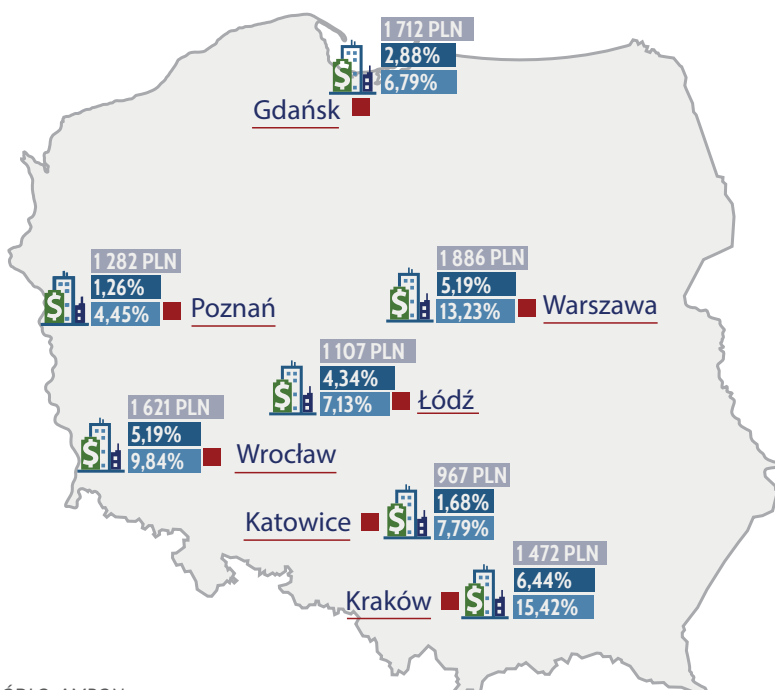 1 712 PLN
2,88%
6,79%
Gdańsk
1 282 PLN
1,26%
4,45%
Poznań
1 886 PLN
5,19%
13,23%
Warszawa
1 107 PLN
4,34%
7,13%
Łódź
1 621 PLN
5,19%
9,84%
Wrocław
967 PLN
1,68%
7,79%
Katowice
1 472 PLN
6,44%
15,42%
Kraków